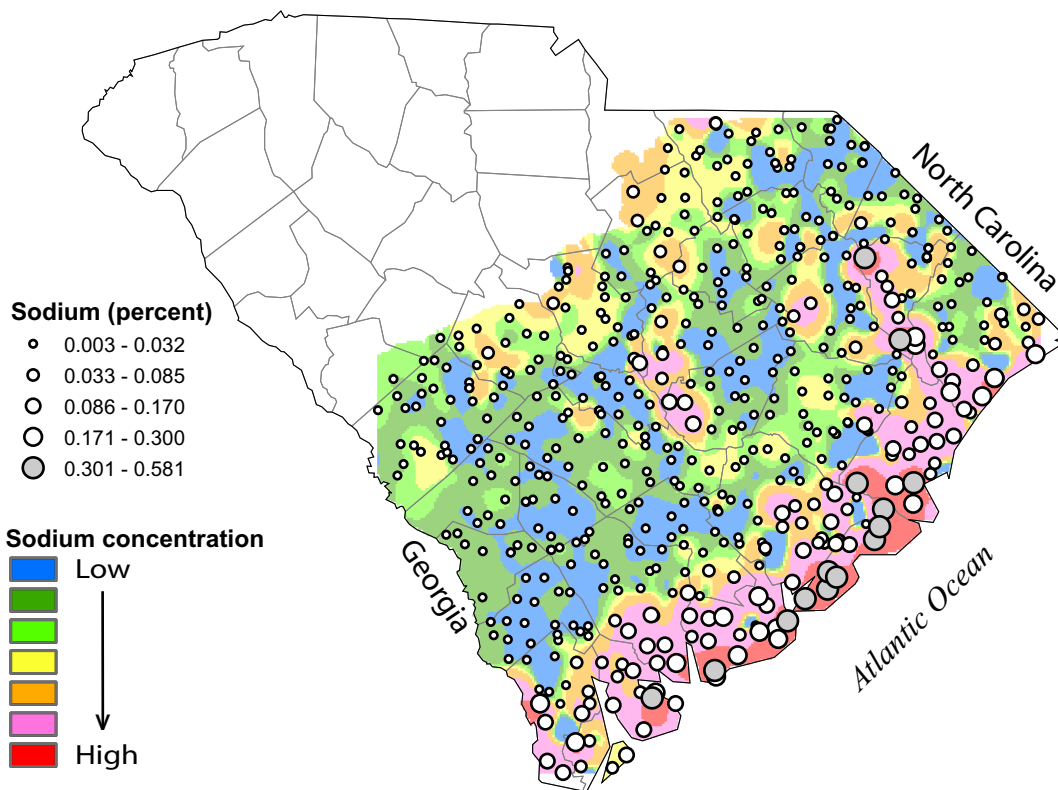 North Carolina
Sodium (percent)
0.003 - 0.032
0.033 - 0.085
0.086 - 0.170
0.171 - 0.300
0.301 - 0.581
Sodium concentration
Low
High
Georgia
Atlantic Ocean